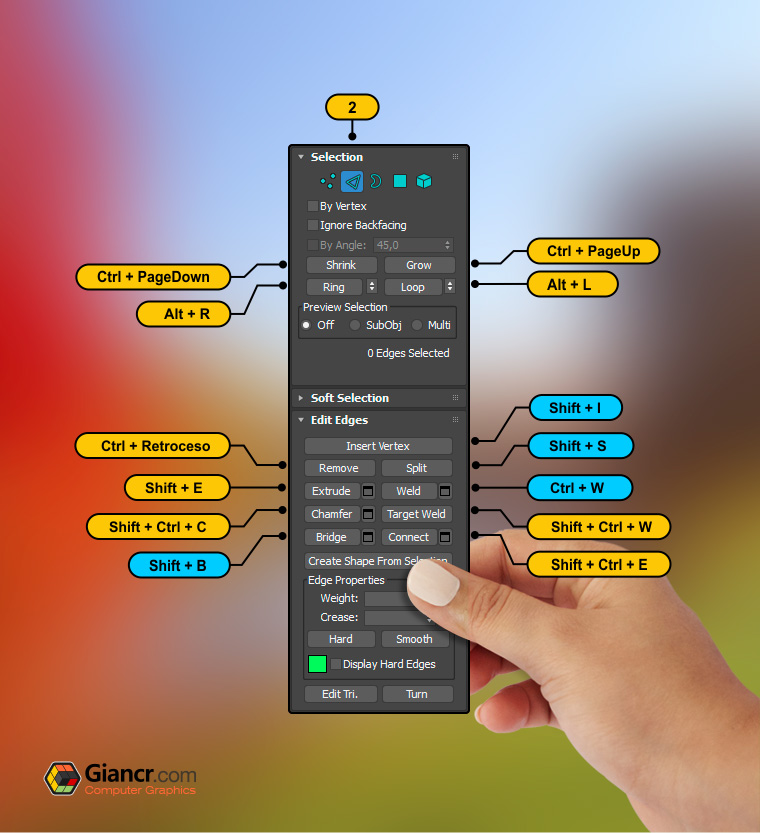 2
Selection
By Vertex
Ignore Backfacing
By Angle: 45,0
Ctrl + PageDown
Shrink
Grow
Ctrl + PageUp
Alt + R
Ring
Loop
Alt + L
Preview Selection
Off
SubObj
Multi
0 Edges Selected
Soft Selection
Edit Edges
Shift + I
Insert Vertex
Ctrl + Retroceso
Remove
Split
Shift + S
Shift + E
Extrude
Weld
Ctrl + W
Shift + Ctrl + C
Chamfer
Target Weld
Shift + Ctrl + W
Shift + B
Bridge
Connect
Shift + Ctrl + E
Create Shape From Selection
Edge Properties
Weight:
Crease:
Hard
Smooth
Display Hard Edges
Edit Tri.
Turn
Giancr.com
Computer Graphics